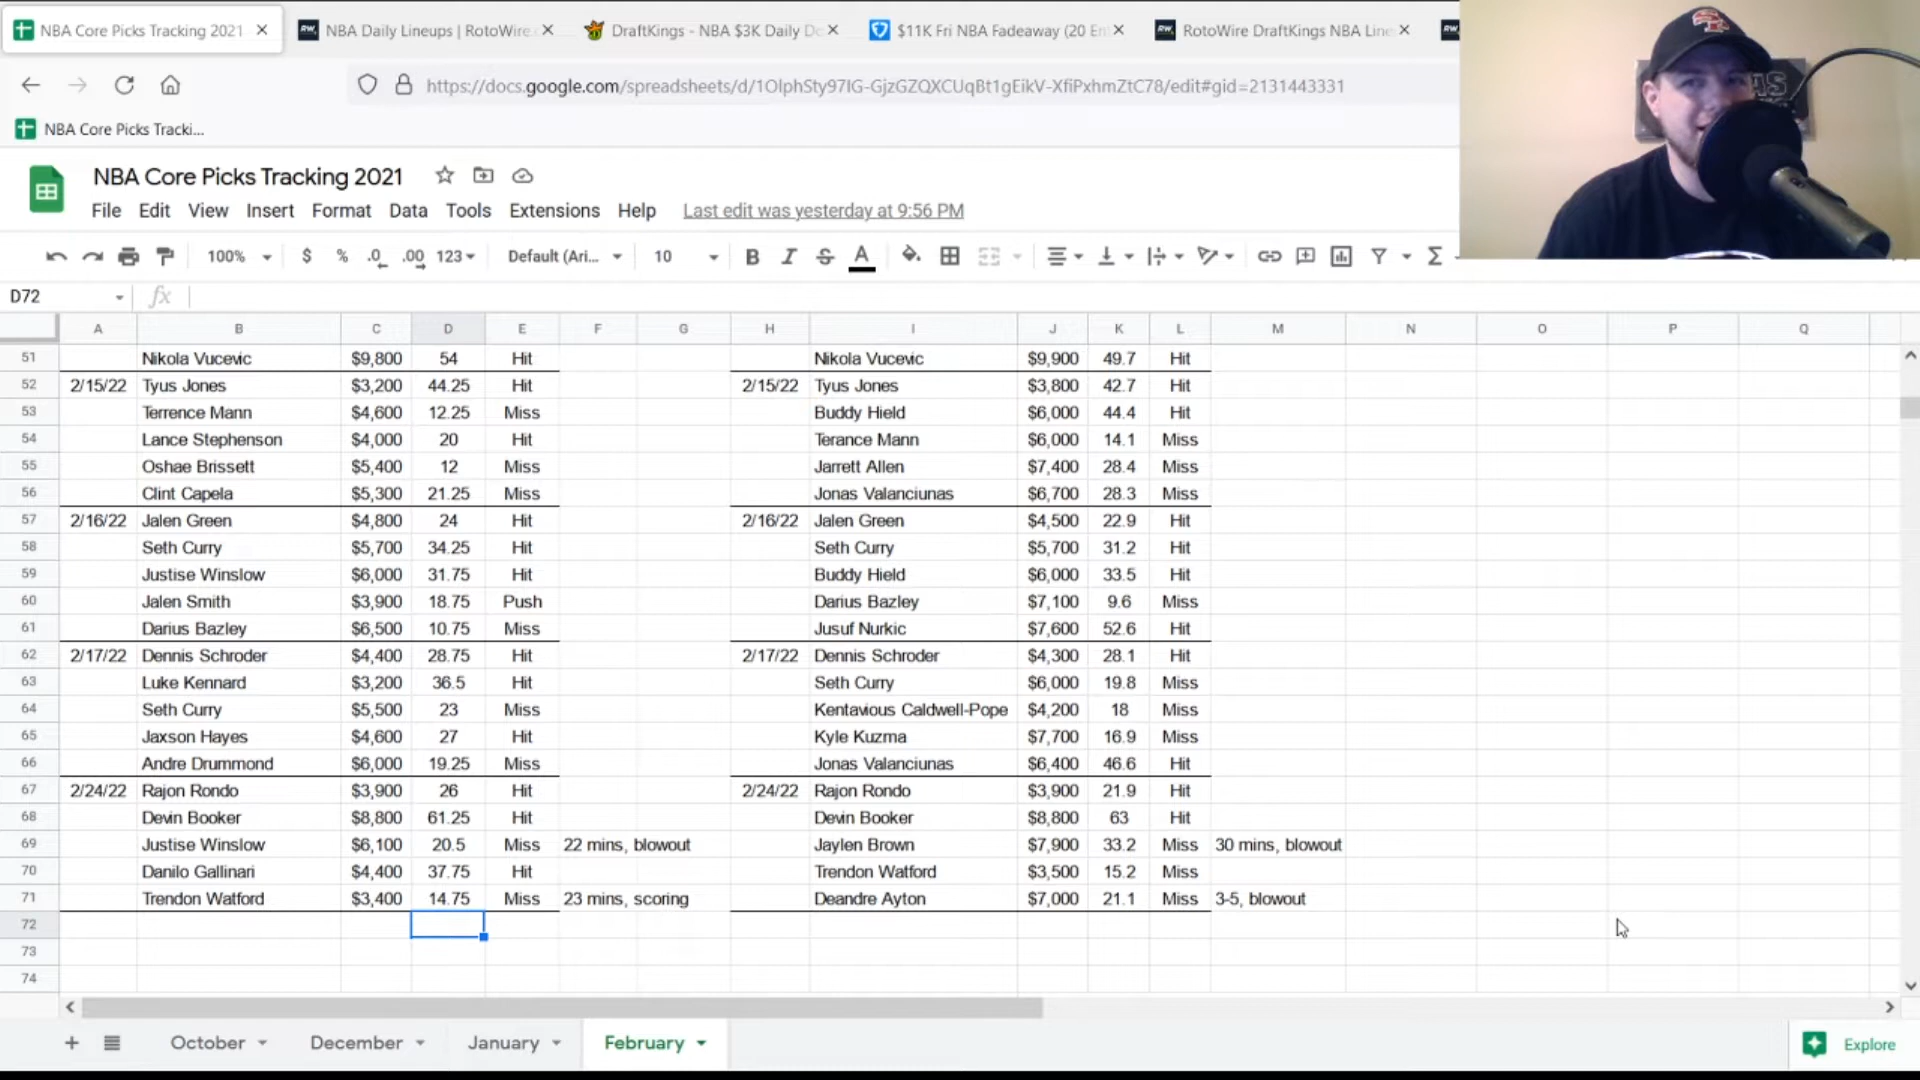 NBA Core Picks Tracking 2021
NBA Daily Lineups | RotoWire.c
DraftKings - NBA $3K Daily D
$11K Fri NBA Fadeaway (20 En
RotoWire DraftKings NBA Line
https://docs.google.com/spreadsheets/d/1OlphSty97IG-GjzGZQXCUqBt1gEikV-XfiPxhmZtC78/edit#gid=2131443331
NBA Core Picks Tracki...
NBA Core Picks Tracking 2021
File Edit View Insert Format Data Tools Extensions Help Last edit was yesterday at 9:56 PM
100% $ % .0 .00 123 Default (Ari... 10 B I S A Σ
D72 fx
A B C D E F G H I J K L M N O P Q
51 Nikola Vucevic $9,800 54 Hit Nikola Vucevic $9,900 49.7 Hit
52 2/15/22 Tyus Jones $3,200 44.25 Hit 2/15/22 Tyus Jones $3,800 42.7 Hit
53 Terrence Mann $4,600 12.25 Miss Buddy Hield $6,000 44.4 Hit
54 Lance Stephenson $4,000 20 Hit Terance Mann $6,000 14.1 Miss
55 Oshae Brissett $5,400 12 Miss Jarrett Allen $7,400 28.4 Miss
56 Clint Capela $5,300 21.25 Miss Jonas Valanciunas $6,700 28.3 Miss
57 2/16/22 Jalen Green $4,800 24 Hit 2/16/22 Jalen Green $4,500 22.9 Hit
58 Seth Curry $5,700 34.25 Hit Seth Curry $5,700 31.2 Hit
59 Justise Winslow $6,000 31.75 Hit Buddy Hield $6,000 33.5 Hit
60 Jalen Smith $3,900 18.75 Push Darius Bazley $7,100 9.6 Miss
61 Darius Bazley $6,500 10.75 Miss Jusuf Nurkic $7,600 52.6 Hit
62 2/17/22 Dennis Schroder $4,400 28.75 Hit 2/17/22 Dennis Schroder $4,300 28.1 Hit
63 Luke Kennard $3,200 36.5 Hit Seth Curry $6,000 19.8 Miss
64 Seth Curry $5,500 23 Miss Kentavious Caldwell-Pope $4,200 18 Miss
65 Jaxson Hayes $4,600 27 Hit Kyle Kuzma $7,700 16.9 Miss
66 Andre Drummond $6,000 19.25 Miss Jonas Valanciunas $6,400 46.6 Hit
67 2/24/22 Rajon Rondo $3,900 26 Hit 2/24/22 Rajon Rondo $3,900 21.9 Hit
68 Devin Booker $8,800 61.25 Hit Devin Booker $8,800 63 Hit
69 Justise Winslow $6,100 20.5 Miss 22 mins, blowout Jaylen Brown $7,900 33.2 Miss 30 mins, blowout
70 Danilo Gallinari $4,400 37.75 Hit Trendon Watford $3,500 15.2 Miss
71 Trendon Watford $3,400 14.75 Miss 23 mins, scoring Deandre Ayton $7,000 21.1 Miss 3-5, blowout
72
73
74
October December January February Explore